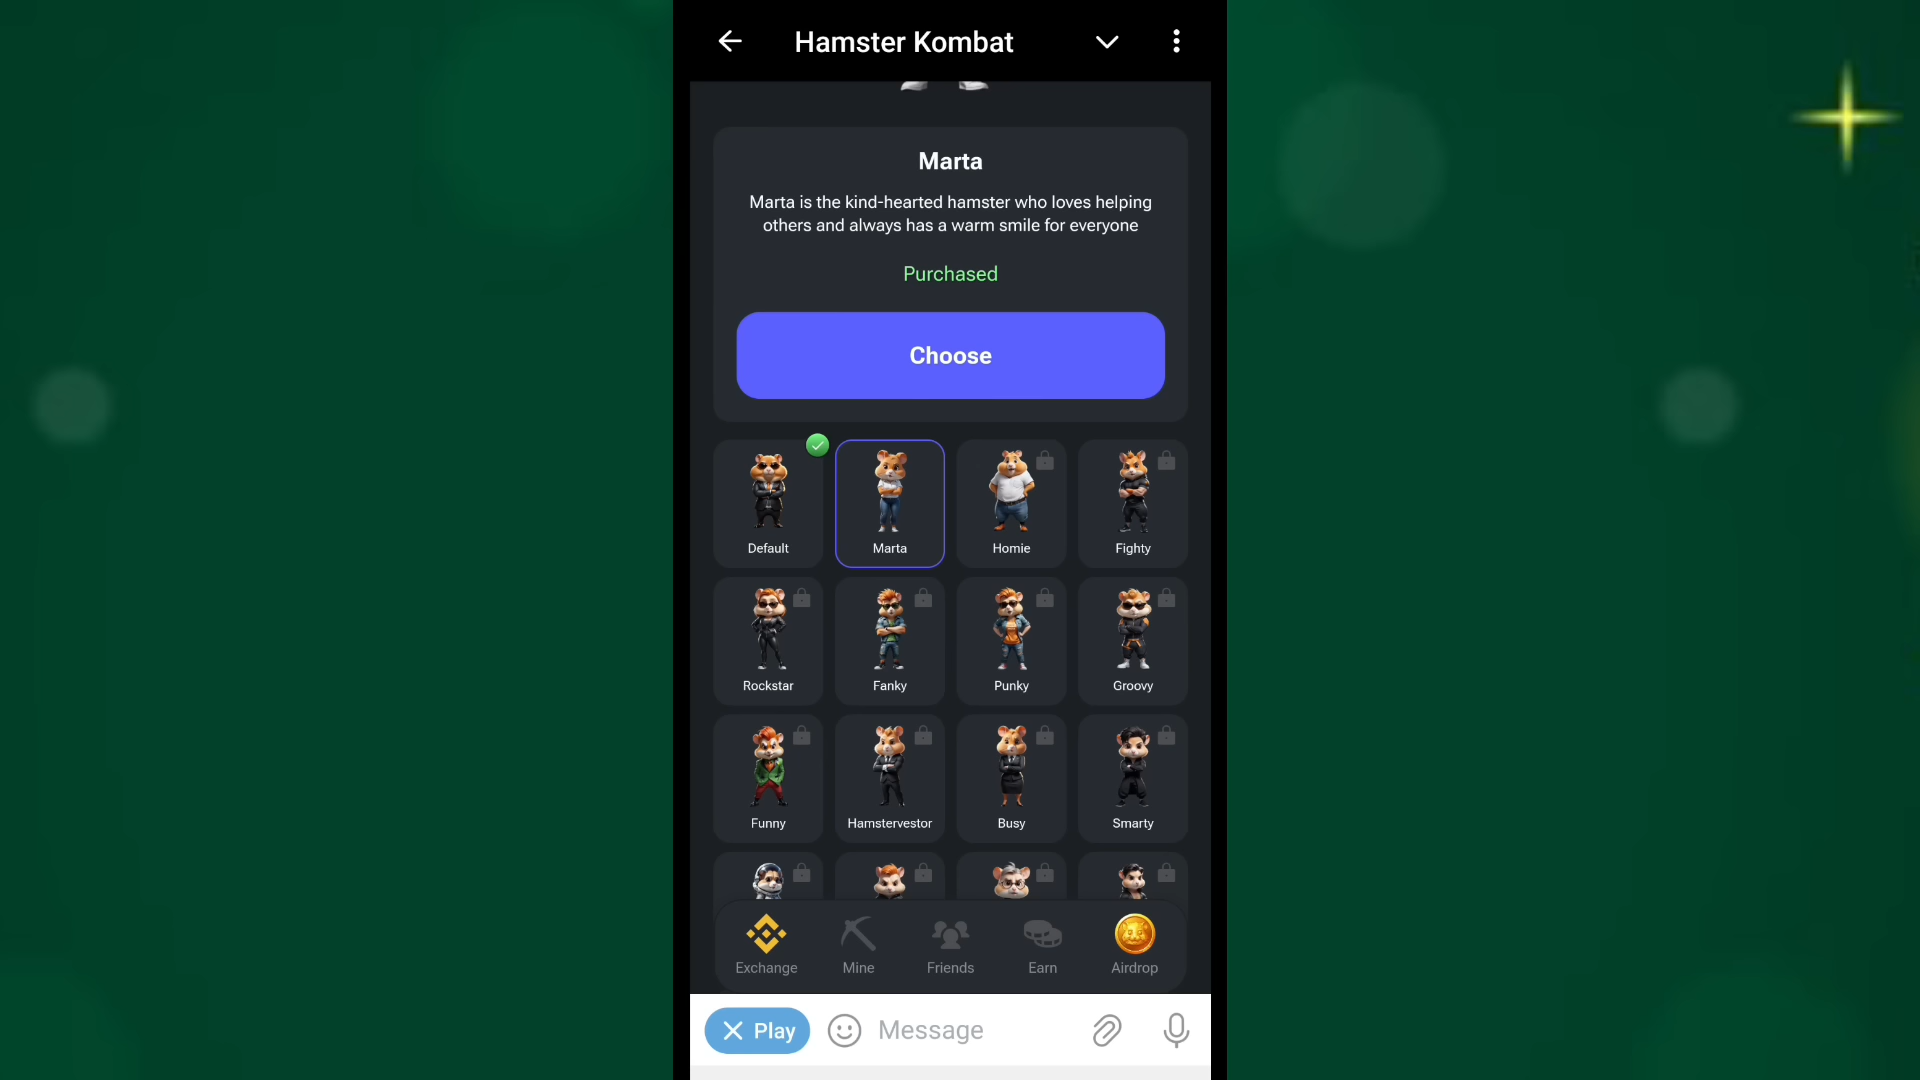 Hamster Kombat
Marta
Marta is the kind-hearted hamster who loves helping
others and always has a warm smile for everyone
Purchased
Choose
Default
Marta
Homie
Fighty
Rockstar
Fanky
Punky
Groovy
Funny
Hamstervestor
Busy
Smarty
Exchange
Mine
Friends
Earn
Airdrop
Play
Message